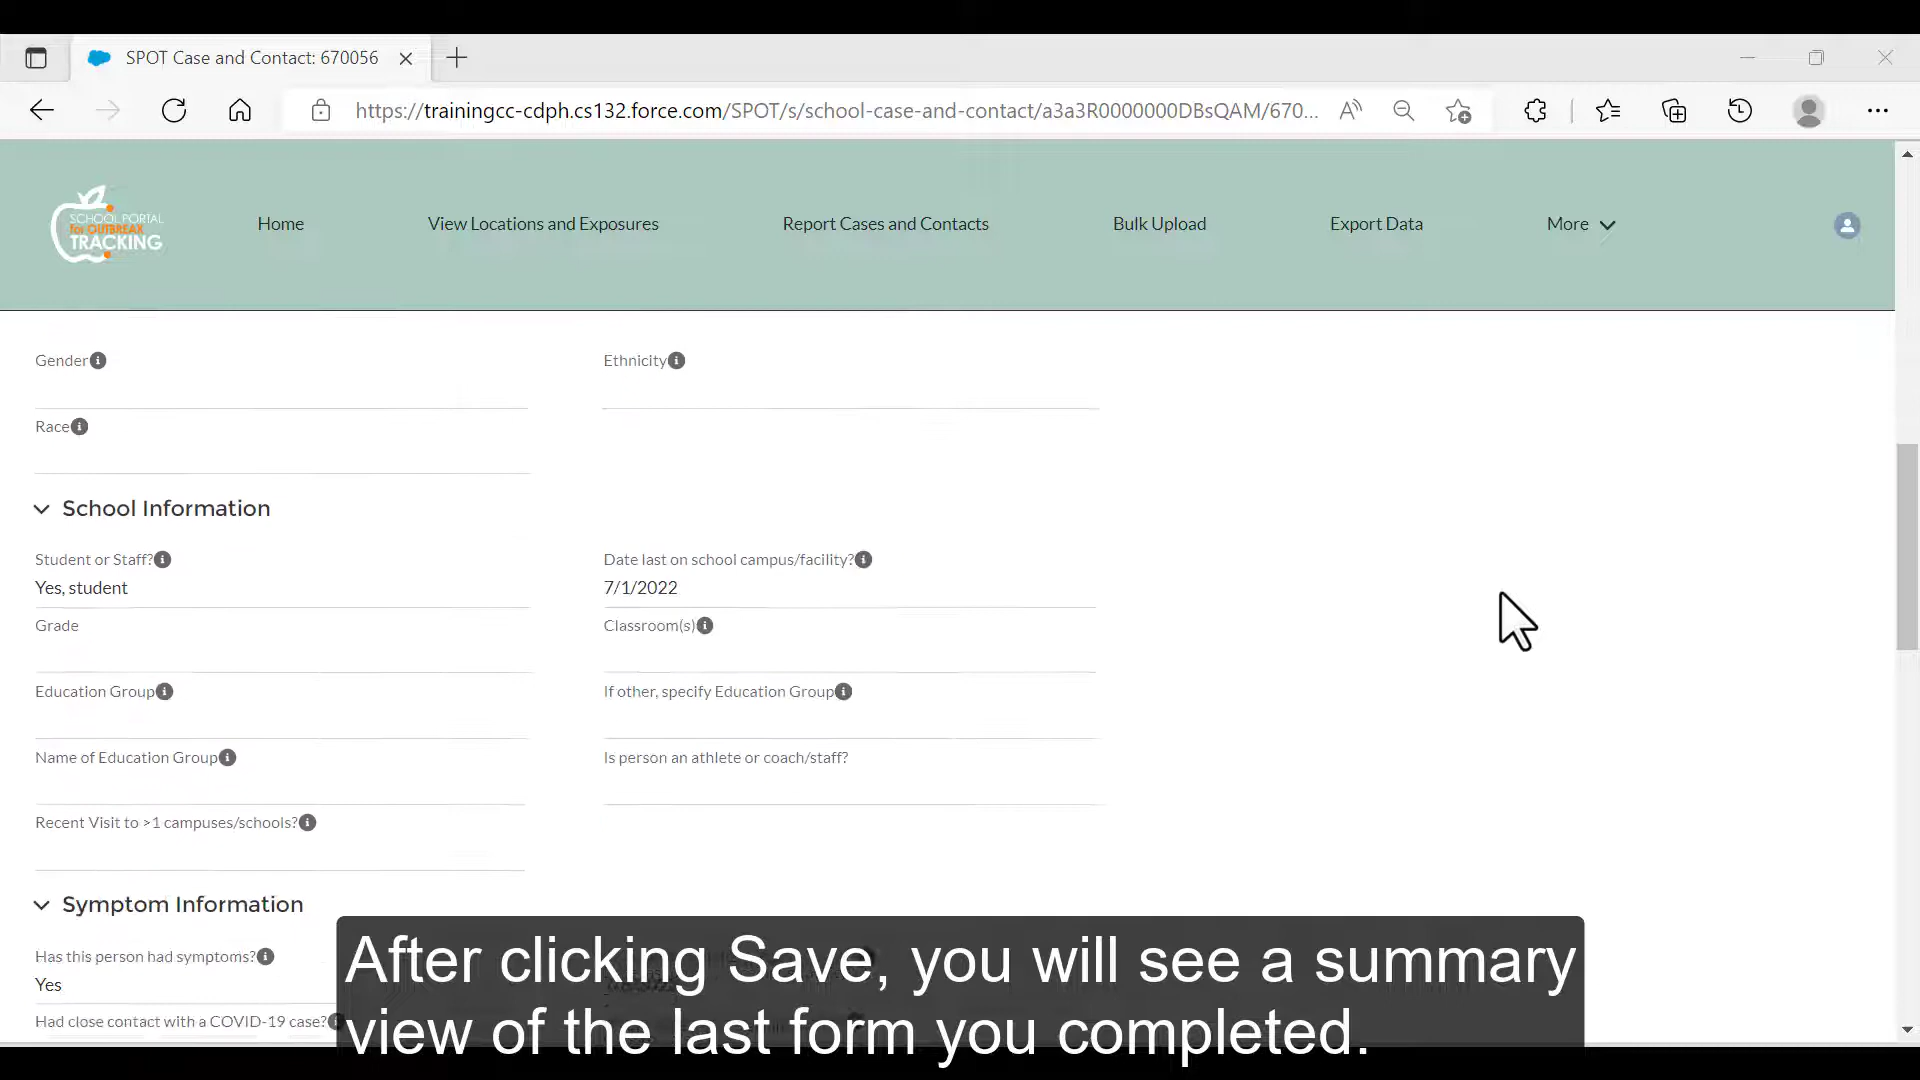 SPOT Case and Contact: 670056
https://trainingcc-cdph.cs132.force.com/SPOT/s/school-case-and-contact/a3a3R0000000DBsQAM/670...
SCHOOL PORTAL
for OUTBREAK
TRACKING
Home
View Locations and Exposures
Report Cases and Contacts
Bulk Upload
Export Data
More
Gender
Ethnicity
Race
School Information
Student or Staff?
Date last on school campus/facility?
Yes, student
7/1/2022
Grade
Classroom(s)
Education Group
If other, specify Education Group
Name of Education Group
Is person an athlete or coach/staff?
Recent Visit to >1 campuses/schools?
Symptom Information
Has this person had symptoms?
Yes
Had close contact with a COVID-19 case?
After clicking Save, you will see a summary
view of the last form you completed.